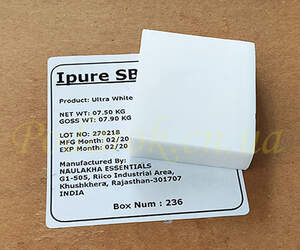 Ipure SB
Product: Ultra White
NET WT: 07.50 KG
GOSS WT: 07.90 KG
LOT NO: 270218
MFG Month: 02/20
EXP Month: 02/20
Manufactured By:
NAULAKHA ESSENTIALS
G1-505, Riico Industrial Area,
Khushkhera, Rajasthan-301707
INDIA
Box Num : 236